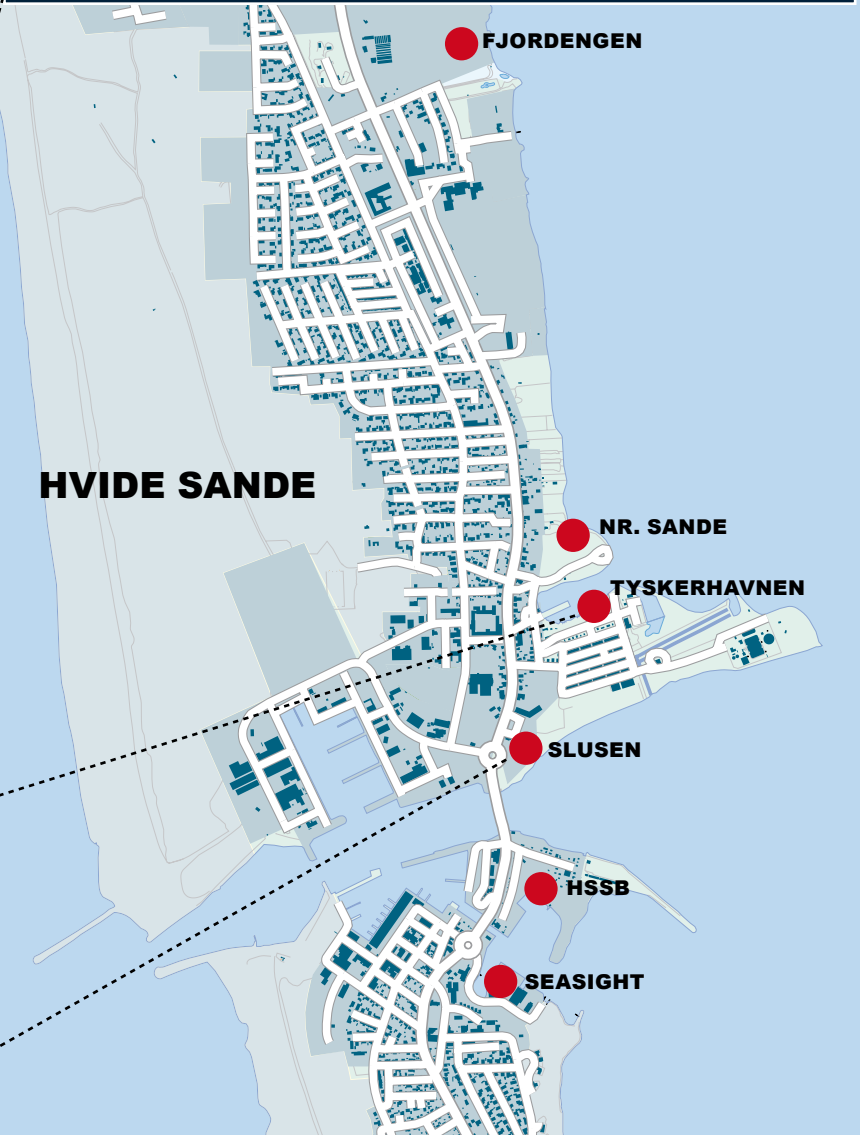 FJORDENGEN
HVIDE SANDE
NR. SANDE
TYSKERHAVNEN
SLUSEN
HSSB
SEASIGHT